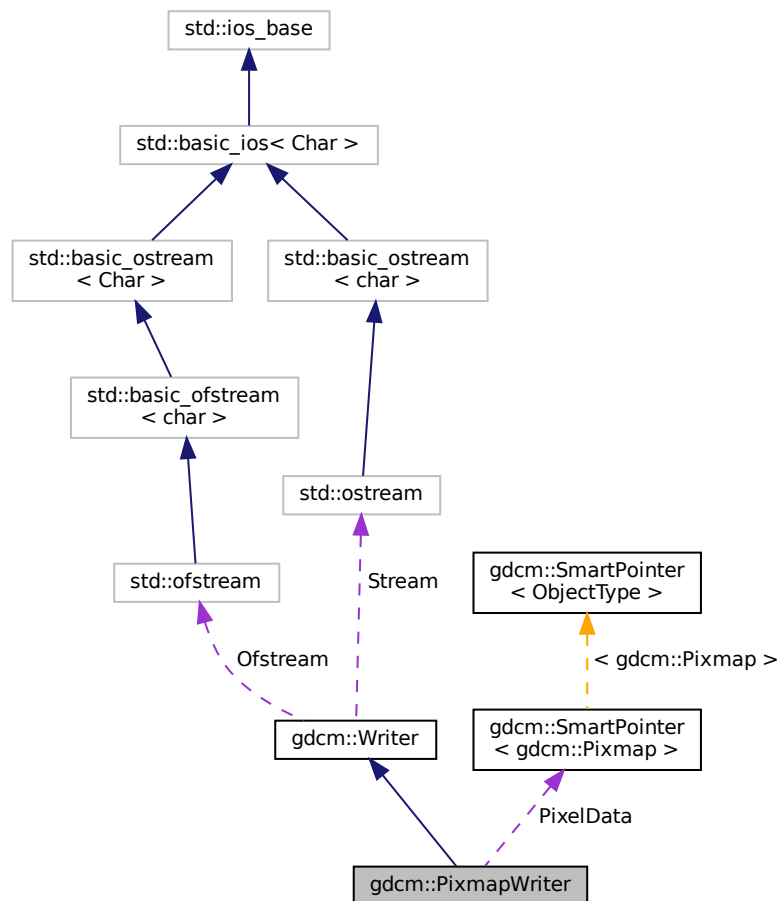 std::ios_base
std::basic_ios< Char >
std::basic_ostream
< Char >
std::basic_ostream
< char >
std::basic_ofstream
< char >
std::ostream
std::ofstream
Stream
gdcm::SmartPointer
< ObjectType >
Ofstream
< gdcm::Pixmap >
gdcm::Writer
gdcm::SmartPointer
< gdcm::Pixmap >
PixelData
gdcm::PixmapWriter